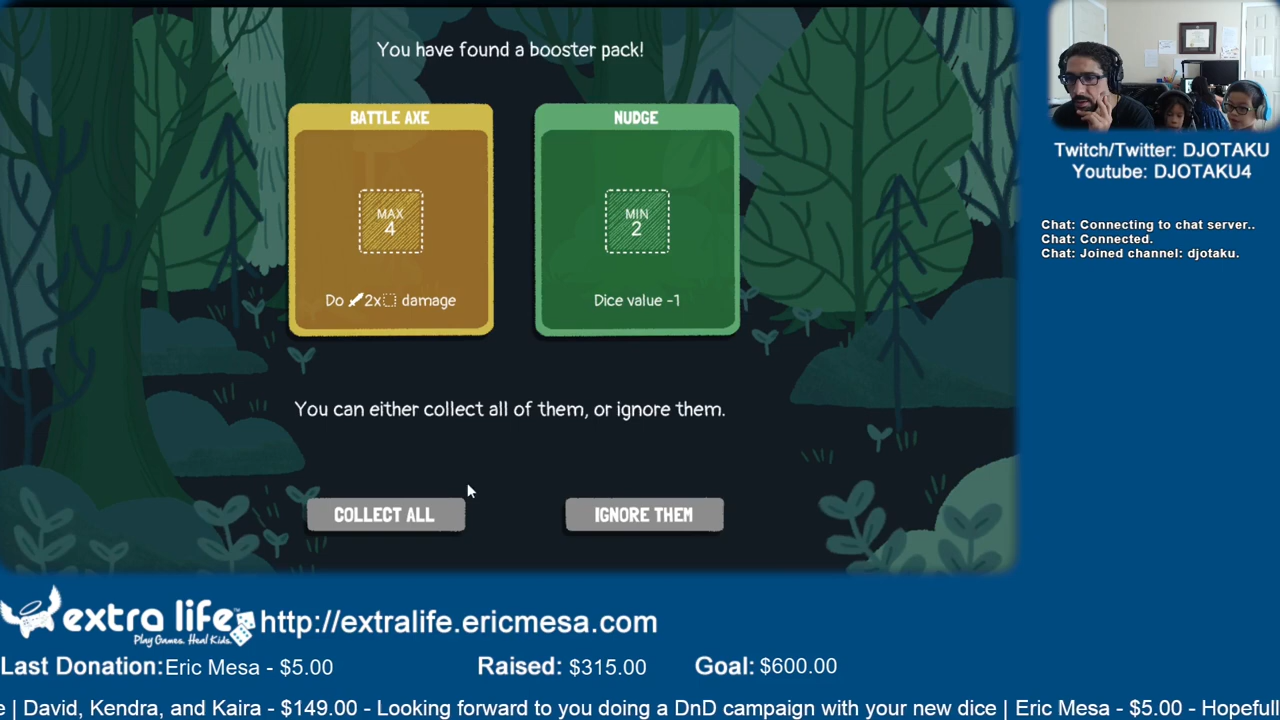 You have found a booster pack!
BATTLE AXE
MAX
4
Do 2x damage
NUDGE
MIN
2
Dice value -1
You can either collect all of them, or ignore them.
COLLECT ALL
IGNORE THEM
Twitch/Twitter: DJOTAKU
Youtube: DJOTAKU4
Chat: Connecting to chat server..
Chat: Connected.
Chat: Joined channel: djotaku.
extra life
Play Games. Heal Kids.
http://extralife.ericmesa.com
Last Donation: Eric Mesa - $5.00
Raised: $315.00
Goal: $600.00
e | David, Kendra, and Kaira - $149.00 - Looking forward to you doing a DnD campaign with your new dice | Eric Mesa - $5.00 - Hopefull